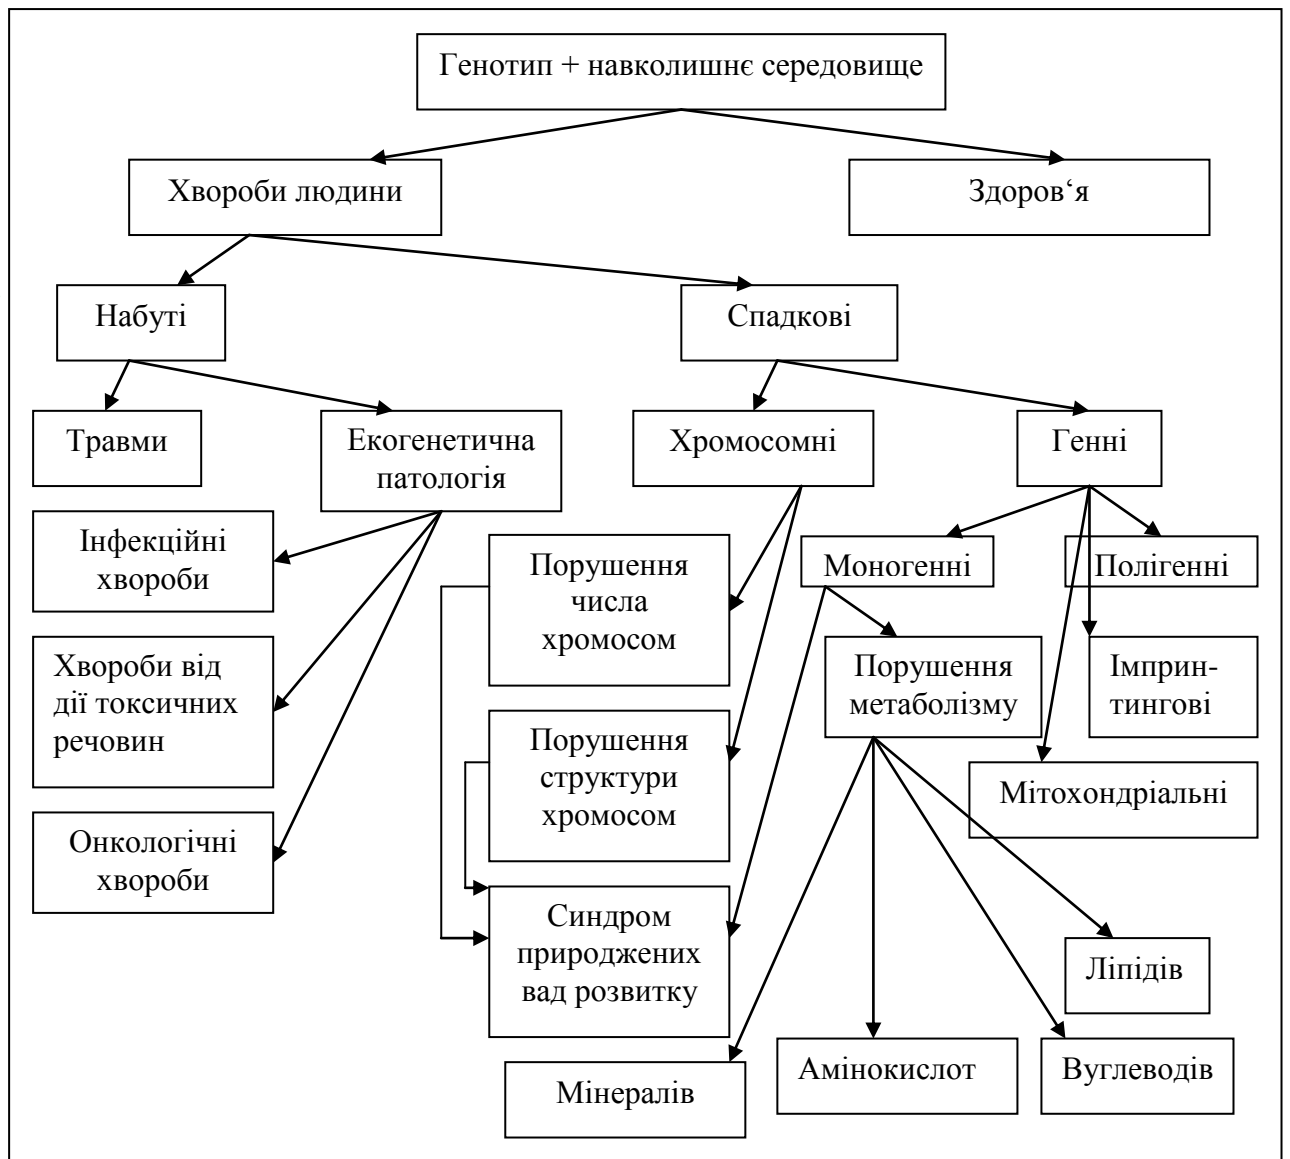 Генотип + навколишнє середовище
Хвороби людини
Здоров‘я
Набуті
Спадкові
Травми
Екогенетична
патологія
Хромосомні
Генні
Інфекційні
хвороби
Порушення
числа
хромосом
Моногенні
Полігенні
Хвороби від
дії токсичних
речовин
Порушення
метаболізму
Імприн-
тингові
Порушення
структури
хромосом
Мітохондріальні
Онкологічні
хвороби
Синдром
природжених
вад розвитку
Ліпідів
Мінералів
Амінокислот
Вуглеводів